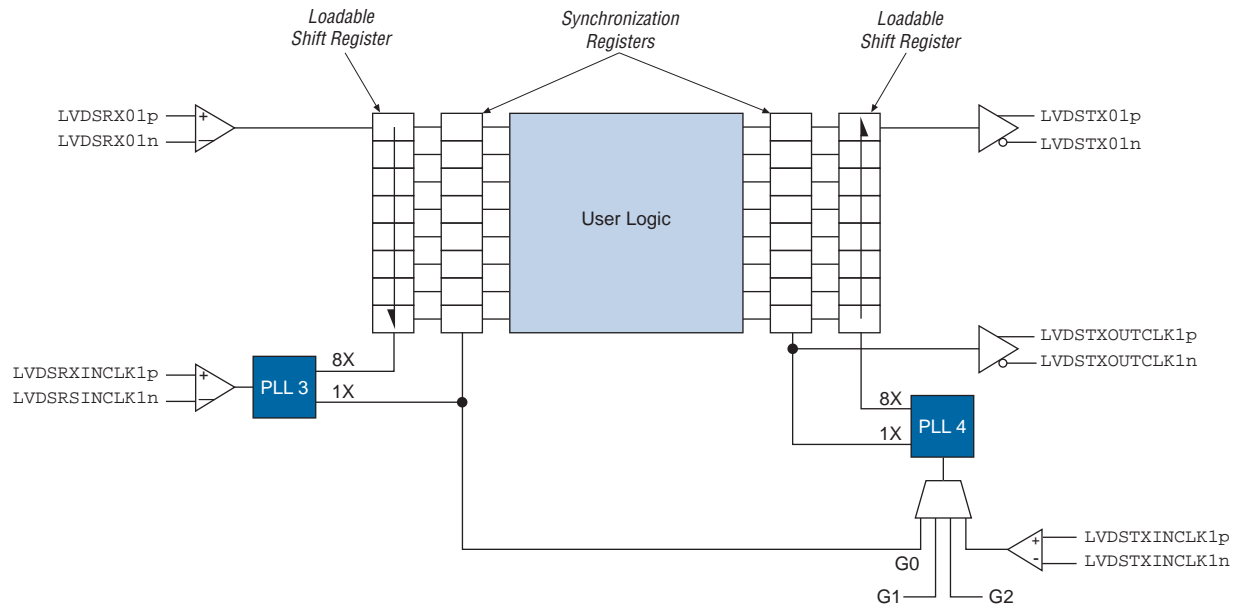 Loadable
Shift Register
Synchronization
Registers
Loadable
Shift Register
LVDSRX01p
LVDSRX01n
+
−
User Logic
LVDSTX01p
LVDSTX01n
LVDSRXINCLK1p
LVDSRSINCLK1n
+
−
PLL 3
8X
1X
LVDSTXOUTCLK1p
LVDSTXOUTCLK1n
8X
1X
PLL 4
G0
G1
G2
+
-
LVDSTXINCLK1p
LVDSTXINCLK1n